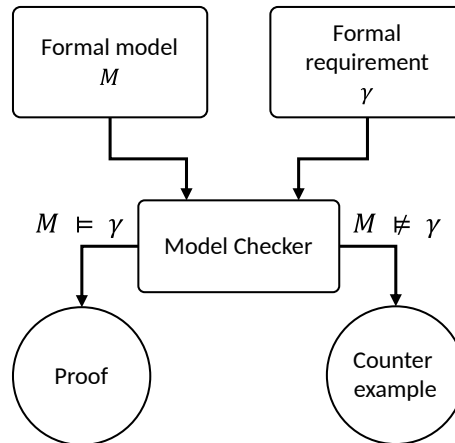 Formal model
M
Formal
requirement
γ
M ⊨ γ
Model Checker
M ⊭ γ
Proof
Counter
example